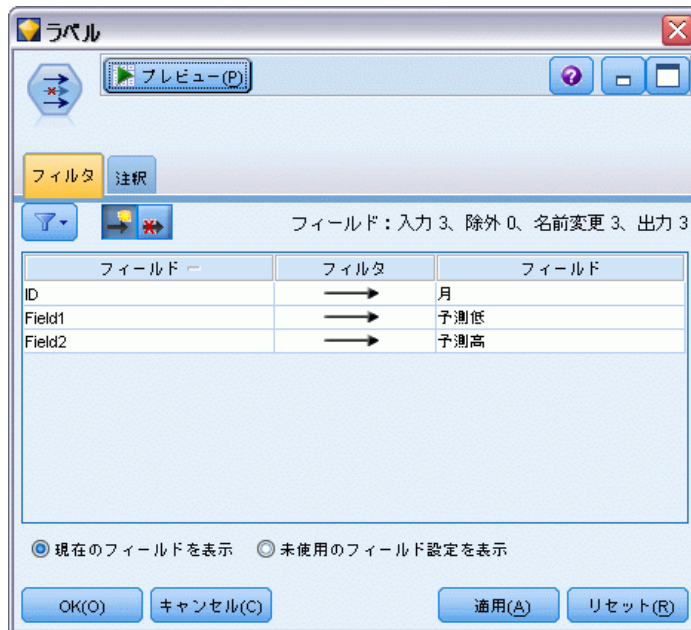 ラベル
プレビュー(P)
フィルタ 注釈
フィールド：入力 3、除外 0、名前変更 3、出力 3
フィールド フィルタ フィールド
ID 月
Field1 予測低
Field2 予測高
現在のフィールドを表示 未使用のフィールド設定を表示
OK(O) キャンセル(C) 適用(A) リセット(R)